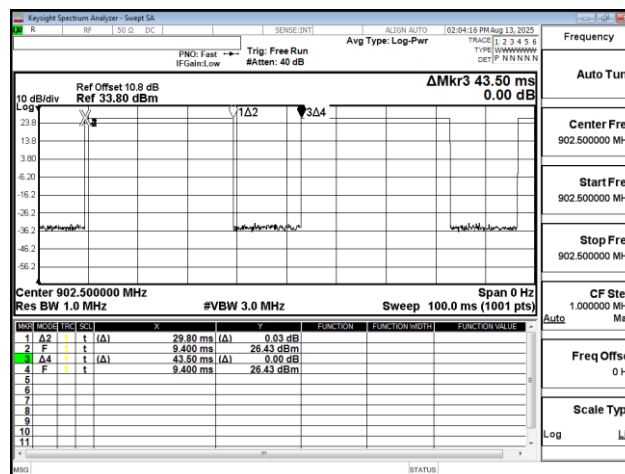 Keysight Spectrum Analyzer - Swept SA
R RF 50 Ω DC SENSE:INT ALIGN AUTO 02:04:16 PM Aug 13, 2025
Avg Type: Log-Pwr TRACE 1 2 3 4 5 6
PNO: Fast Trig: Free Run TYPE WWWWWW
IFGain:Low #Atten: 40 dB DET P N N N N N
Frequency
Auto Tun
Center Fre
902.500000 MH
Start Fre
902.500000 MH
Stop Fre
902.500000 MH
CF Ste
1.000000 MH
Auto Ma
Freq Offse
0 H
Scale Typ
Log Li
ΔMkr3 43.50 ms
0.00 dB
Ref Offset 10.8 dB
10 dB/div Ref 33.80 dBm
Log
1Δ2 3Δ4
23.8
13.8
3.80
-6.20
-16.2
-26.2
-36.2
-46.2
-56.2
Center 902.500000 MHz Span 0 Hz
Res BW 1.0 MHz #VBW 3.0 MHz Sweep 100.0 ms (1001 pts)
MKR MODE TRC SCL X Y FUNCTION FUNCTION WIDTH FUNCTION VALUE
1 Δ2 1 t (Δ) 29.80 ms (Δ) 0.03 dB
2 F 1 t 9.400 ms 26.43 dBm
3 Δ4 1 t (Δ) 43.50 ms (Δ) 0.00 dB
4 F 1 t 9.400 ms 26.43 dBm
5
6
7
8
9
10
11
MSG STATUS